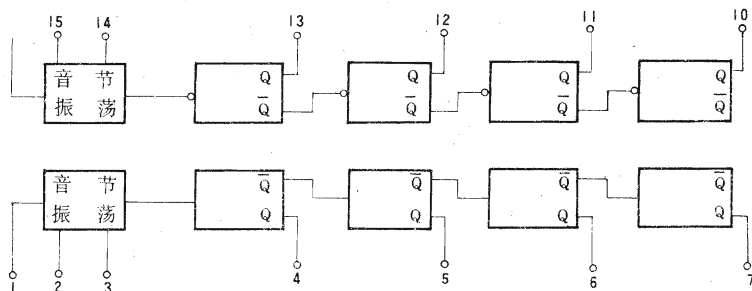 15 14 13 12 11 10
音 节 Q Q Q Q
振 荡 Q̅ Q̅ Q̅ Q̅
音 节 Q̅ Q̅ Q̅ Q̅
振 荡 Q Q Q Q
1 2 3 4 5 6 7